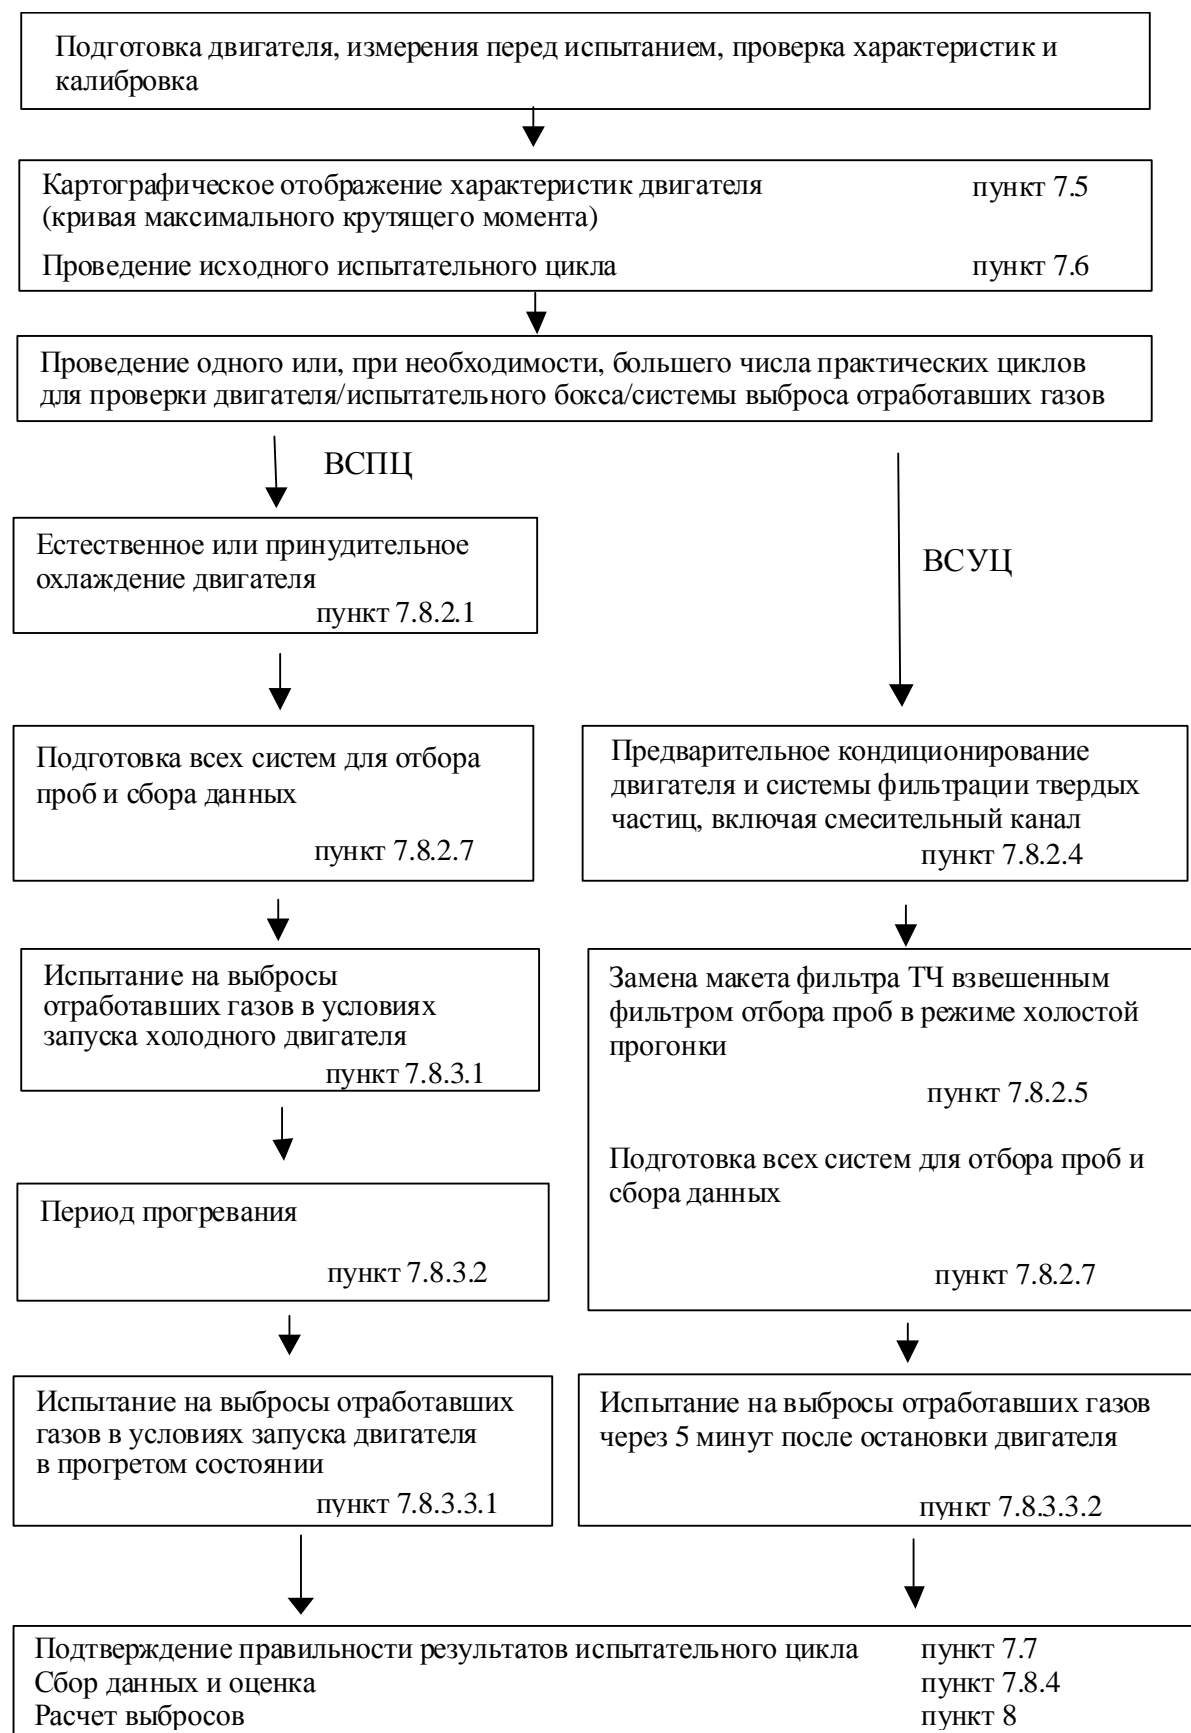 Подготовка двигателя, измерения перед испытанием, проверка характеристик и
калибровка
Картографическое отображение характеристик двигателя пункт 7.5
(кривая максимального крутящего момента)
Проведение исходного испытательного цикла пункт 7.6
Проведение одного или, при необходимости, большего числа практических циклов
для проверки двигателя/испытательного бокса/системы выброса отработавших газов
ВСПЦ
Естественное или принудительное
охлаждение двигателя
пункт 7.8.2.1
Подготовка всех систем для отбора
проб и сбора данных
пункт 7.8.2.7
Испытание на выбросы
отработавших газов в условиях
запуска холодного двигателя
пункт 7.8.3.1
Период прогревания
пункт 7.8.3.2
Испытание на выбросы отработавших
газов в условиях запуска двигателя
в прогретом состоянии
пункт 7.8.3.3.1
ВСУЦ
Предварительное кондиционирование
двигателя и системы фильтрации твердых
частиц, включая смесительный канал
пункт 7.8.2.4
Замена макета фильтра ТЧ взвешенным
фильтром отбора проб в режиме холостой
прогонки
пункт 7.8.2.5
Подготовка всех систем для отбора проб и
сбора данных
пункт 7.8.2.7
Испытание на выбросы отработавших газов
через 5 минут после остановки двигателя
пункт 7.8.3.3.2
Подтверждение правильности результатов испытательного цикла пункт 7.7
Сбор данных и оценка пункт 7.8.4
Расчет выбросов пункт 8